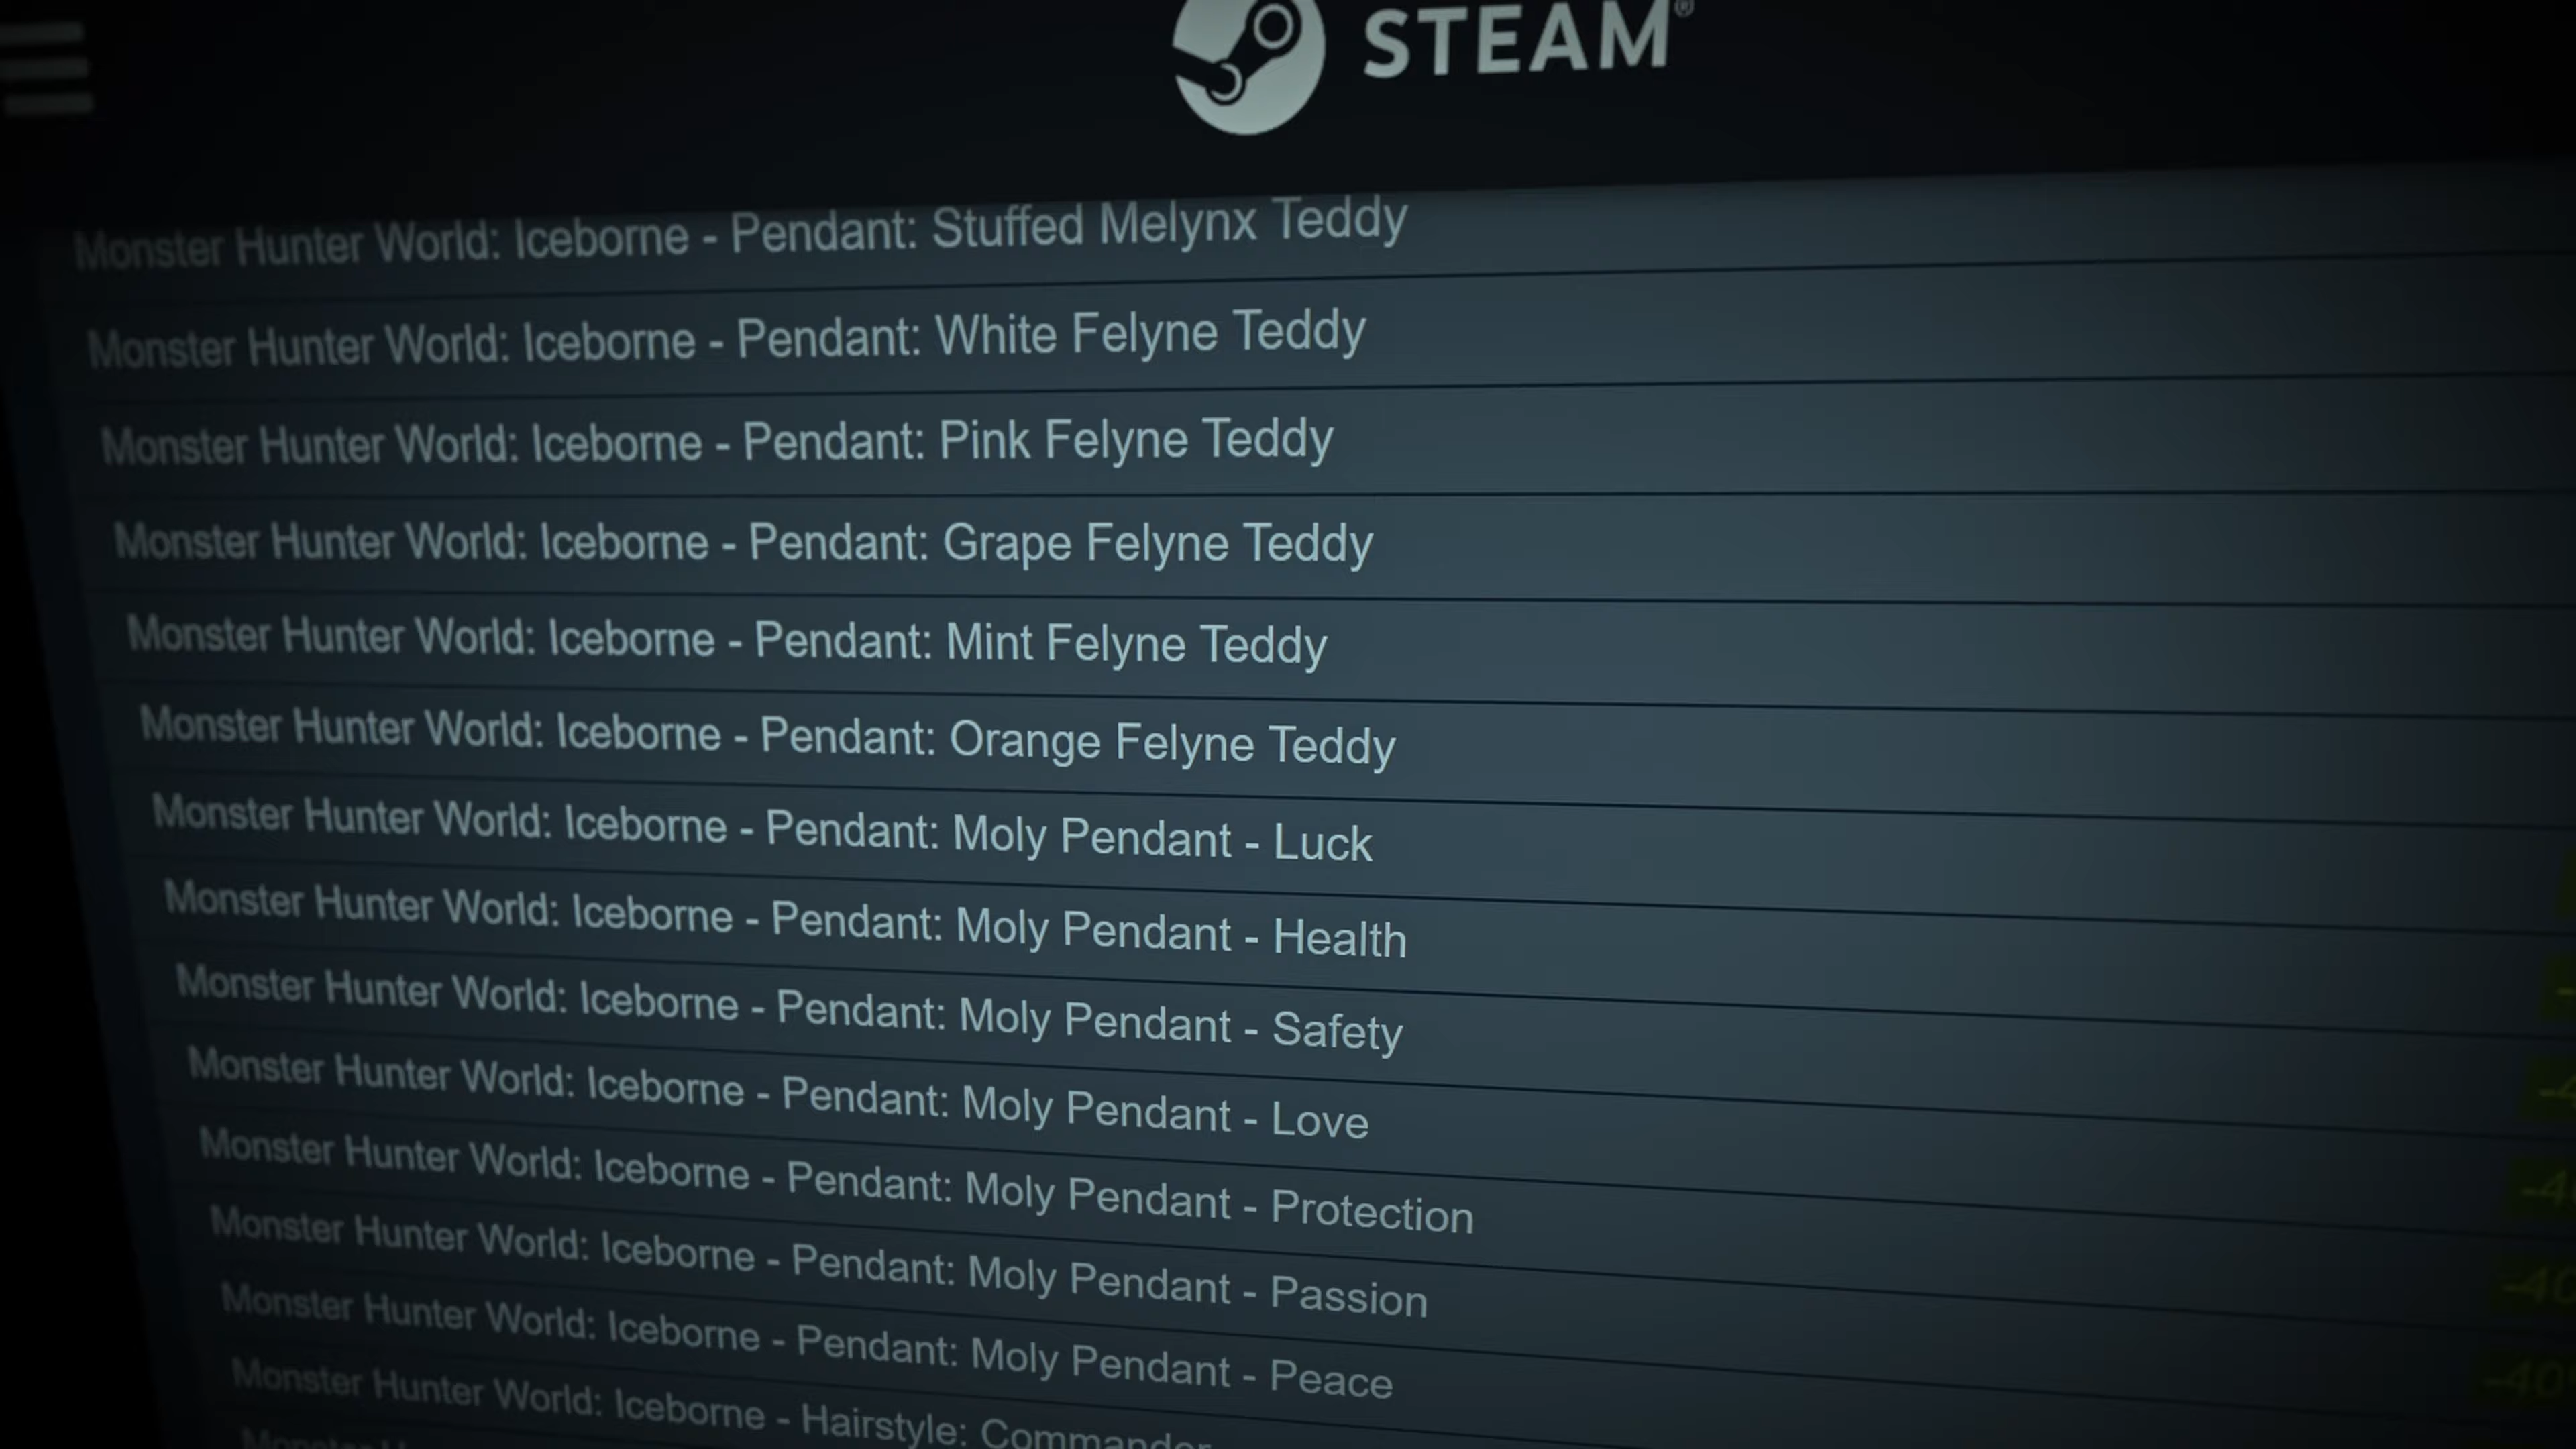 STEAM®
Monster Hunter World: Iceborne - Pendant: Stuffed Melynx Teddy
Monster Hunter World: Iceborne - Pendant: White Felyne Teddy
Monster Hunter World: Iceborne - Pendant: Pink Felyne Teddy
Monster Hunter World: Iceborne - Pendant: Grape Felyne Teddy
Monster Hunter World: Iceborne - Pendant: Mint Felyne Teddy
Monster Hunter World: Iceborne - Pendant: Orange Felyne Teddy
Monster Hunter World: Iceborne - Pendant: Moly Pendant - Luck
Monster Hunter World: Iceborne - Pendant: Moly Pendant - Health
Monster Hunter World: Iceborne - Pendant: Moly Pendant - Safety
Monster Hunter World: Iceborne - Pendant: Moly Pendant - Love
Monster Hunter World: Iceborne - Pendant: Moly Pendant - Protection
Monster Hunter World: Iceborne - Pendant: Moly Pendant - Passion
-40
Monster Hunter World: Iceborne - Pendant: Moly Pendant - Peace
-40
Monster Hunter World: Iceborne - Hairstyle: Commander
Monster